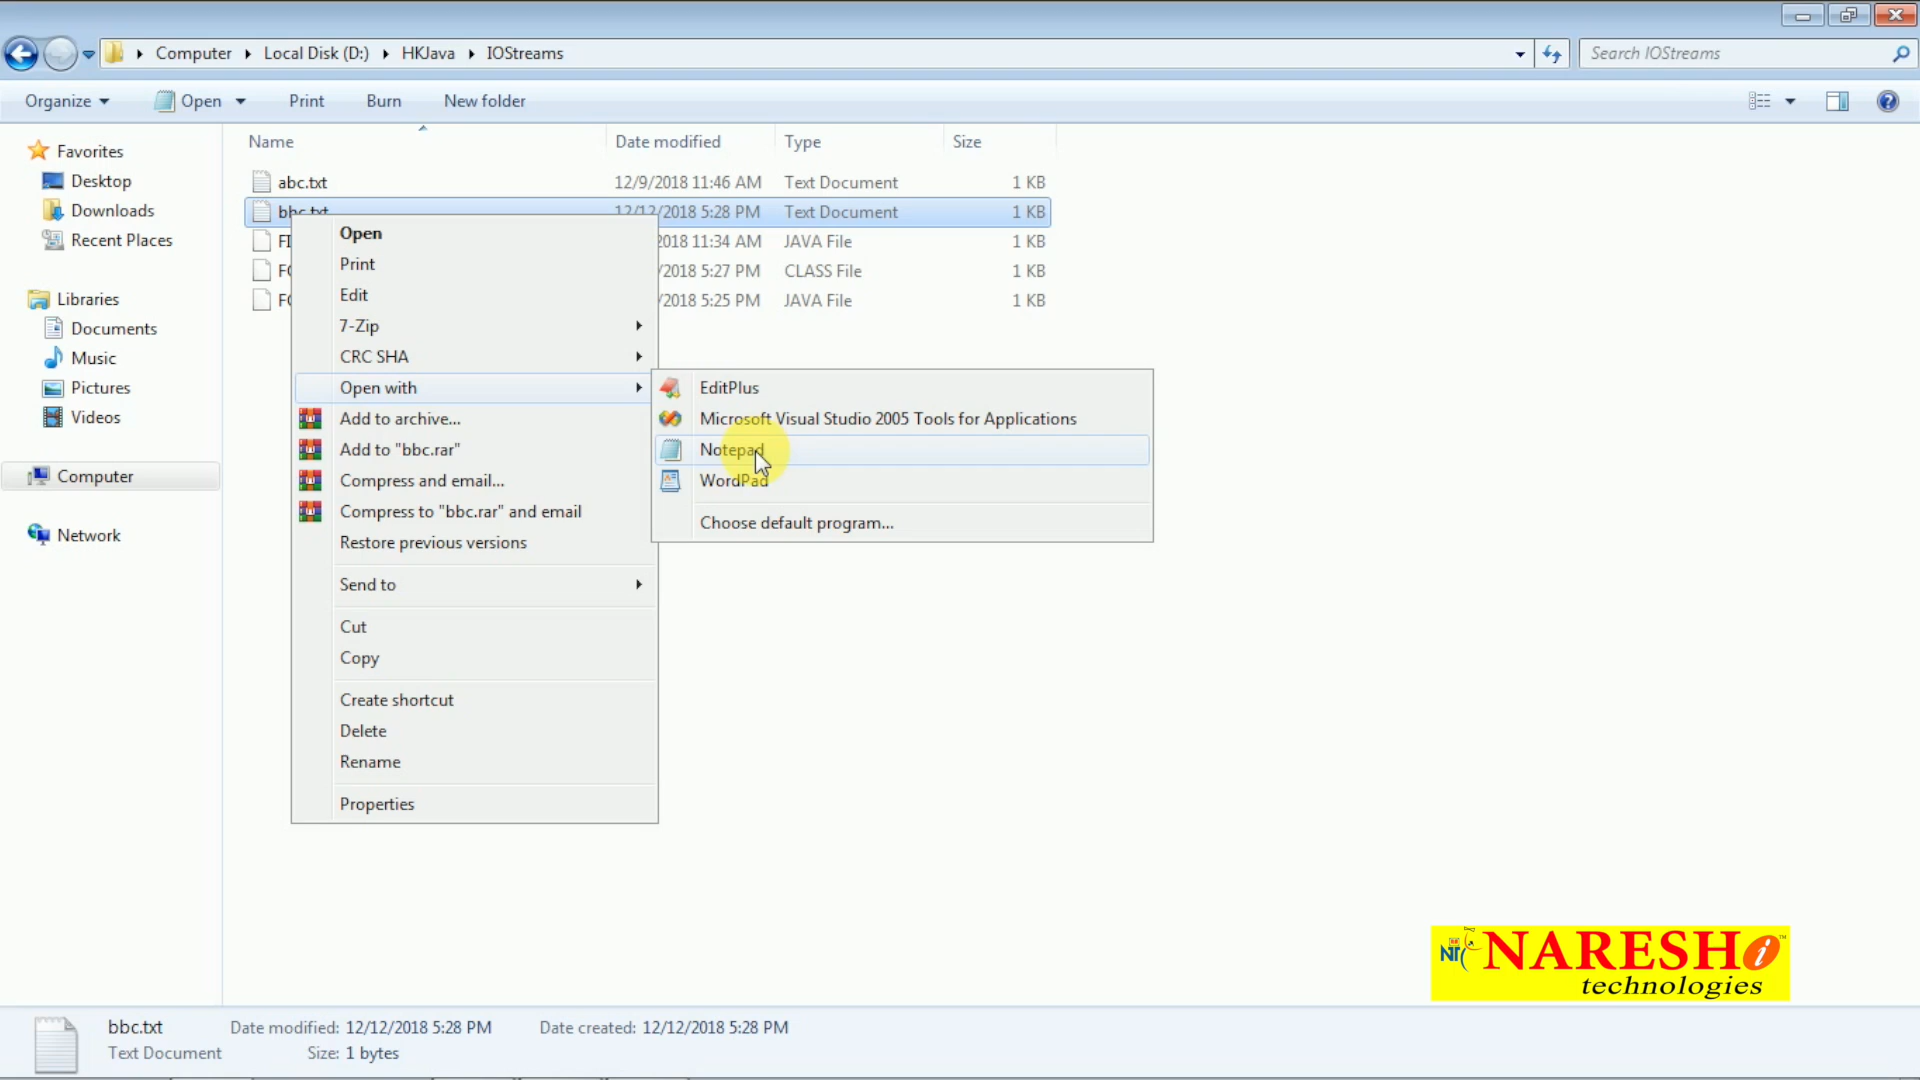 Computer Local Disk (D:) HKJava IOStreams Search IOStreams
Organize Open Print Burn New folder
Name Date modified Type Size
Favorites
Desktop
Downloads
Recent Places
Libraries
Documents
Music
Pictures
Videos
Computer
Network
abc.txt 12/9/2018 11:46 AM Text Document 1 KB
bbc.txt 12/12/2018 5:28 PM Text Document 1 KB
2018 11:34 AM JAVA File 1 KB
/2018 5:27 PM CLASS File 1 KB
/2018 5:25 PM JAVA File 1 KB
Open
Print
Edit
7-Zip
CRC SHA
Open with
Add to archive...
Add to "bbc.rar"
Compress and email...
Compress to "bbc.rar" and email
Restore previous versions
Send to
Cut
Copy
Create shortcut
Delete
Rename
Properties
EditPlus
Microsoft Visual Studio 2005 Tools for Applications
Notepad
WordPad
Choose default program...
NARESH i ™
technologies
bbc.txt Date modified: 12/12/2018 5:28 PM Date created: 12/12/2018 5:28 PM
Text Document Size: 1 bytes